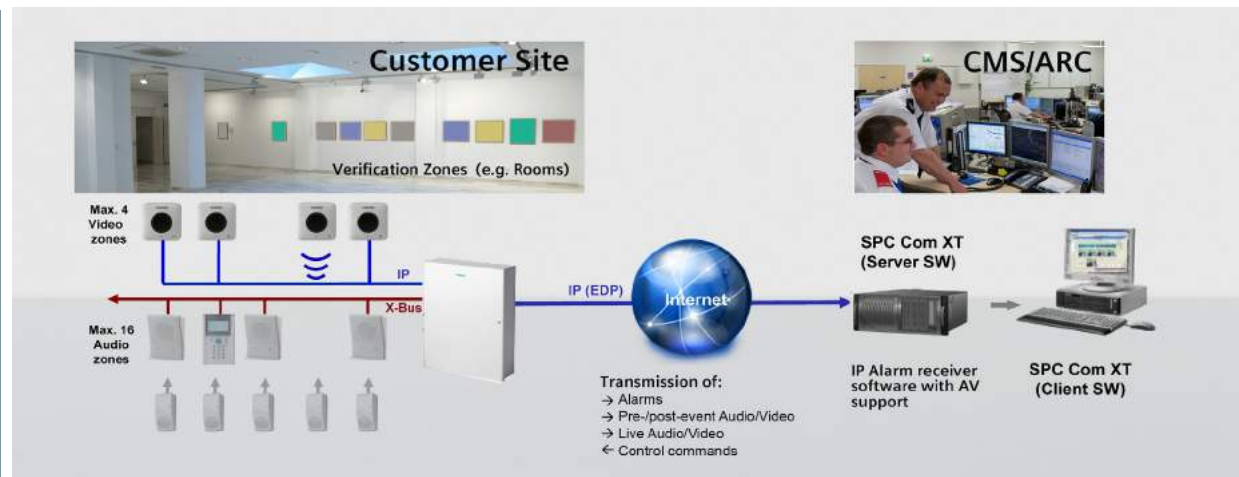 Customer Site
Verification Zones (e.g. Rooms)
CMS/ARC
Max. 4
Video
zones
IP
X-Bus
Max. 16
Audio
zones
IP (EDP)
Internet
Transmission of:
→ Alarms
→ Pre-/post-event Audio/Video
→ Live Audio/Video
← Control commands
SPC Com XT
(Server SW)
IP Alarm receiver
software with AV
support
SPC Com XT
(Client SW)